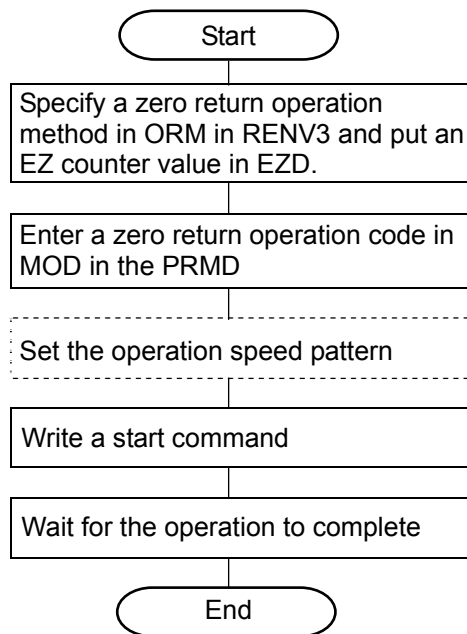 Start
Specify a zero return operation
method in ORM in RENV3 and put an
EZ counter value in EZD.
Enter a zero return operation code in
MOD in the PRMD
Set the operation speed pattern
Write a start command
Wait for the operation to complete
End